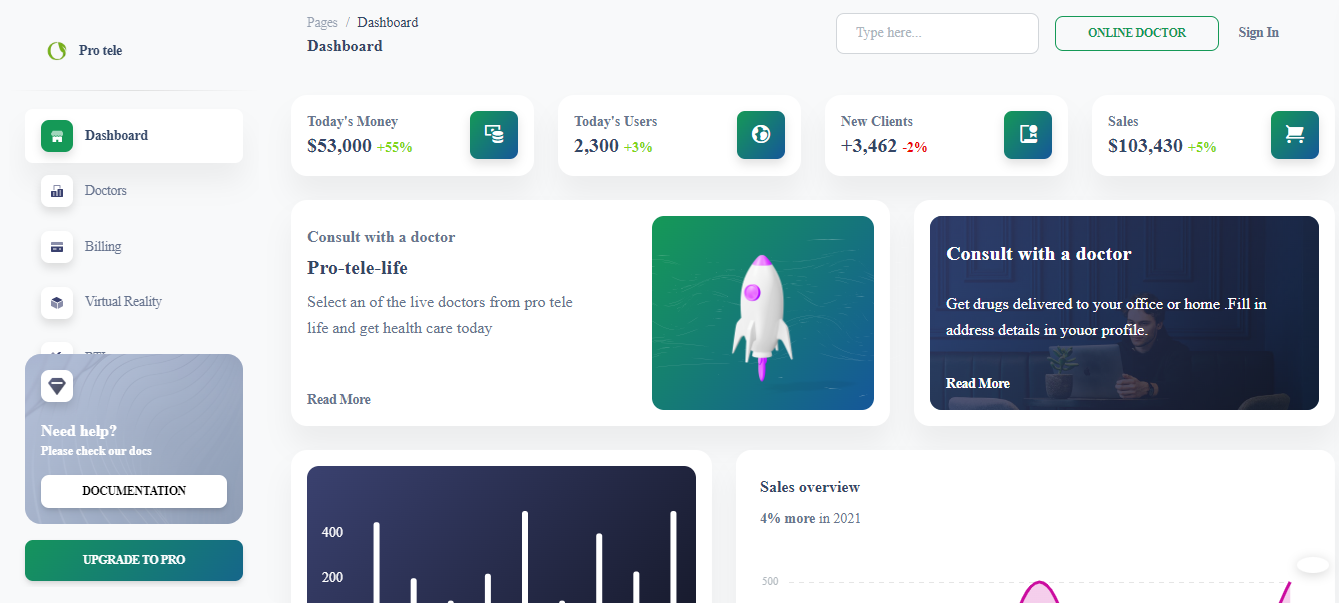 Pro tele
Dashboard
Doctors
Billing
Virtual Reality
Need help?
Please check our docs
DOCUMENTATION
UPGRADE TO PRO
Pages / Dashboard
Dashboard
Type here...
ONLINE DOCTOR
Sign In
Today's Money
$53,000 +55%
Today's Users
2,300 +3%
New Clients
+3,462 -2%
Sales
$103,430 +5%
Consult with a doctor
Pro-tele-life
Select an of the live doctors from pro tele
life and get health care today
Read More
Consult with a doctor
Get drugs delivered to your office or home .Fill in
address details in youor profile.
Read More
400
200
Sales overview
4% more in 2021
500